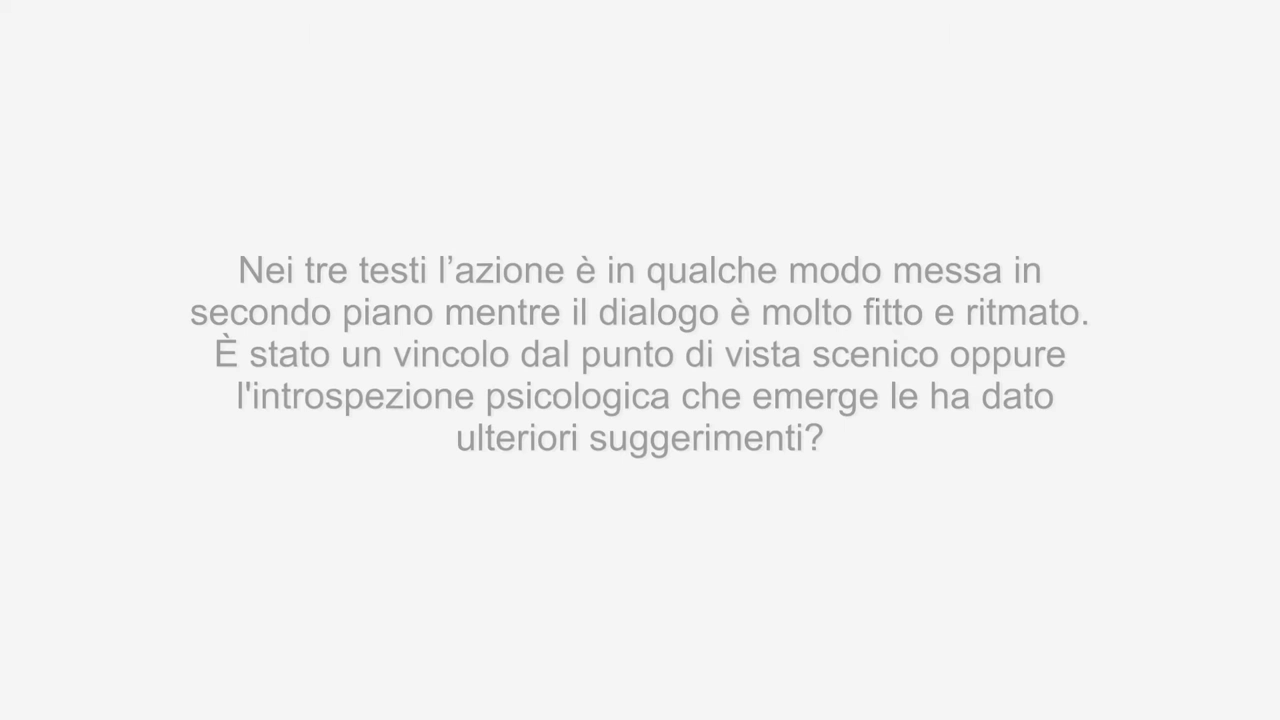 Nei tre testi l’azione è in qualche modo messa in
secondo piano mentre il dialogo è molto fitto e ritmato.
È stato un vincolo dal punto di vista scenico oppure
l'introspezione psicologica che emerge le ha dato
ulteriori suggerimenti?